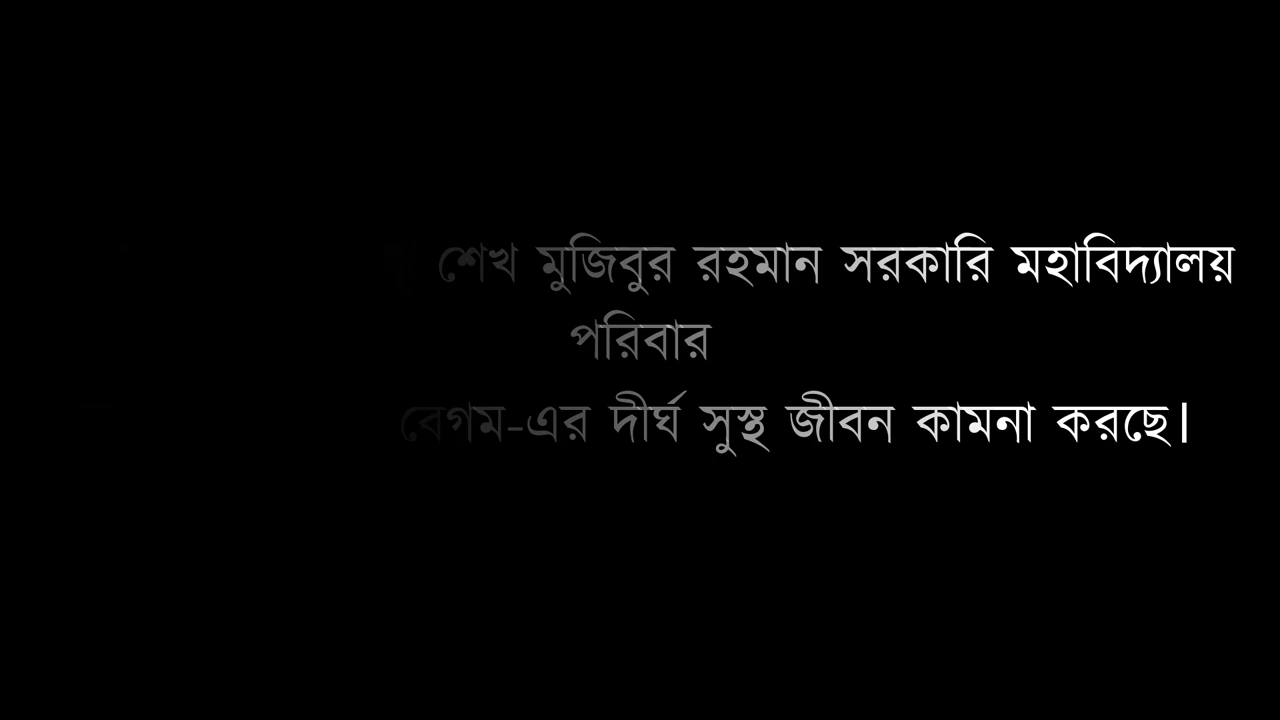 শেখ মুজিবুর রহমান সরকারি মহাবিদ্যালয়
পরিবার
বেগম-এর দীর্ঘ সুস্থ জীবন কামনা করছে।